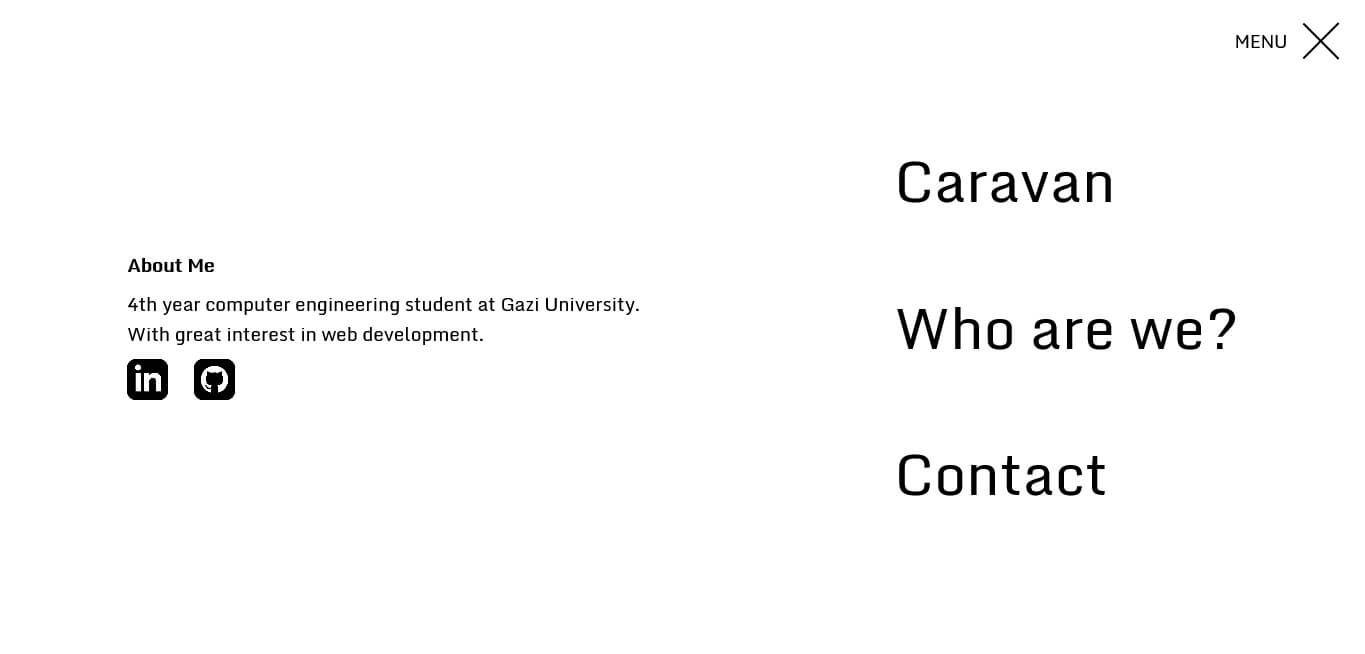 MENU
Caravan
Who are we?
Contact
About Me
4th year computer engineering student at Gazi University.
With great interest in web development.
in